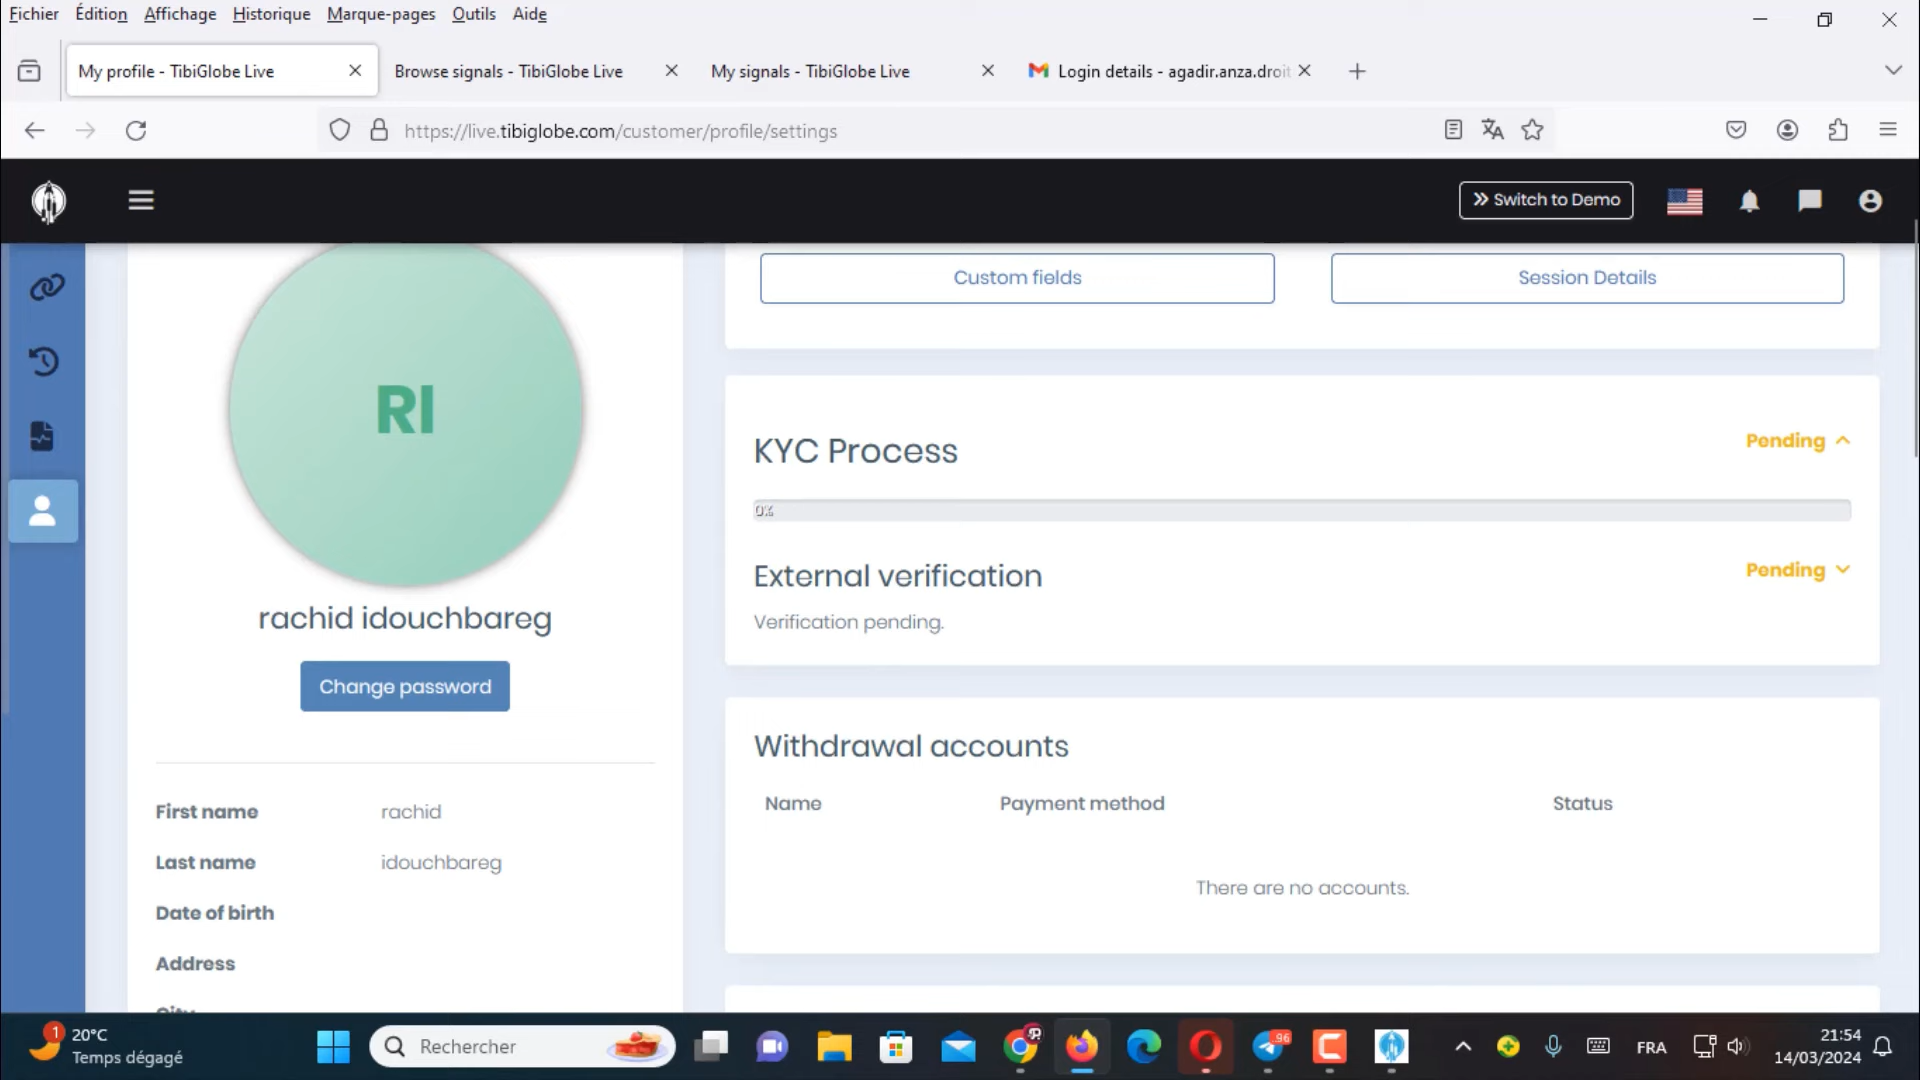 Fichier Édition Affichage Historique Marque-pages Outils Aide
My profile - TibiGlobe Live
Browse signals - TibiGlobe Live
My signals - TibiGlobe Live
Login details - agadir.anza.droit
https://live.tibiglobe.com/customer/profile/settings
Switch to Demo
Custom fields
Session Details
RI
KYC Process
Pending
0%
External verification
Pending
Verification pending.
rachid idouchbareg
Change password
Withdrawal accounts
Name Payment method Status
There are no accounts.
First name rachid
Last name idouchbareg
Date of birth
Address
City
1
20°C
Temps dégagé
Rechercher
96
FRA
21:54
14/03/2024